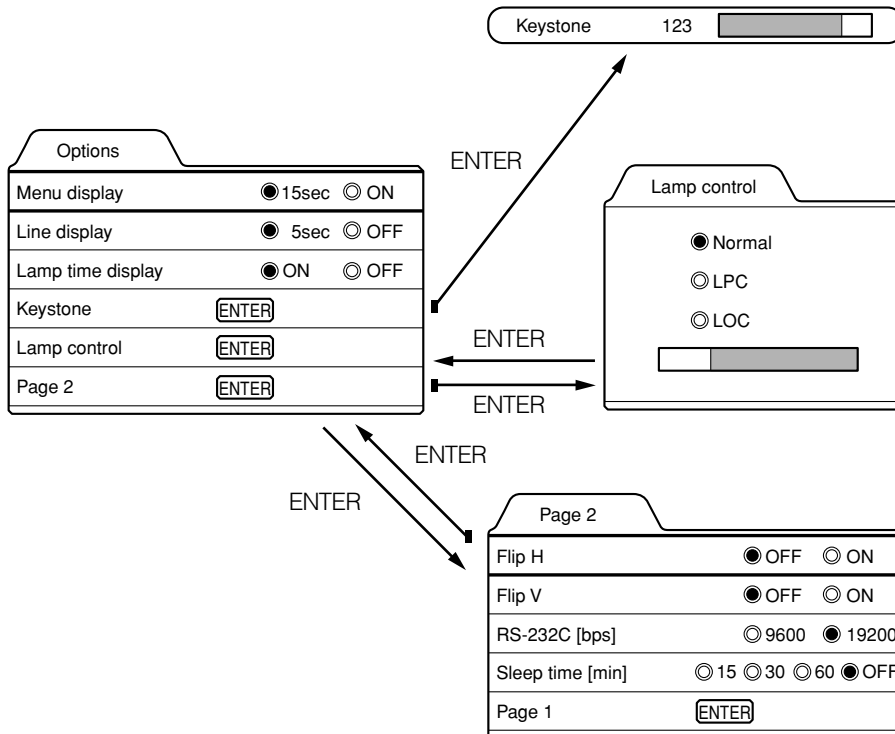 Keystone 123
ENTER
Options
Menu display 15sec ON
Line display 5sec OFF
Lamp time display ON OFF
Keystone ENTER
Lamp control ENTER
Page 2 ENTER
Lamp control
Normal
LPC
LOC
ENTER
ENTER
ENTER
ENTER
Page 2
Flip H OFF ON
Flip V OFF ON
RS-232C [bps] 9600 19200
Sleep time [min] 15 30 60 OFF
Page 1 ENTER